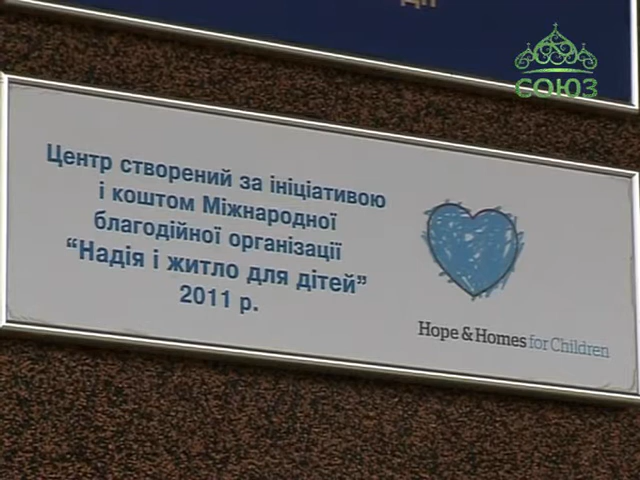 СОЮЗ
Центр створений за ініціативою
і коштом Міжнародної
благодійної організації
“Надія і житло для дітей”
2011 р.
Hope & Homes for Children